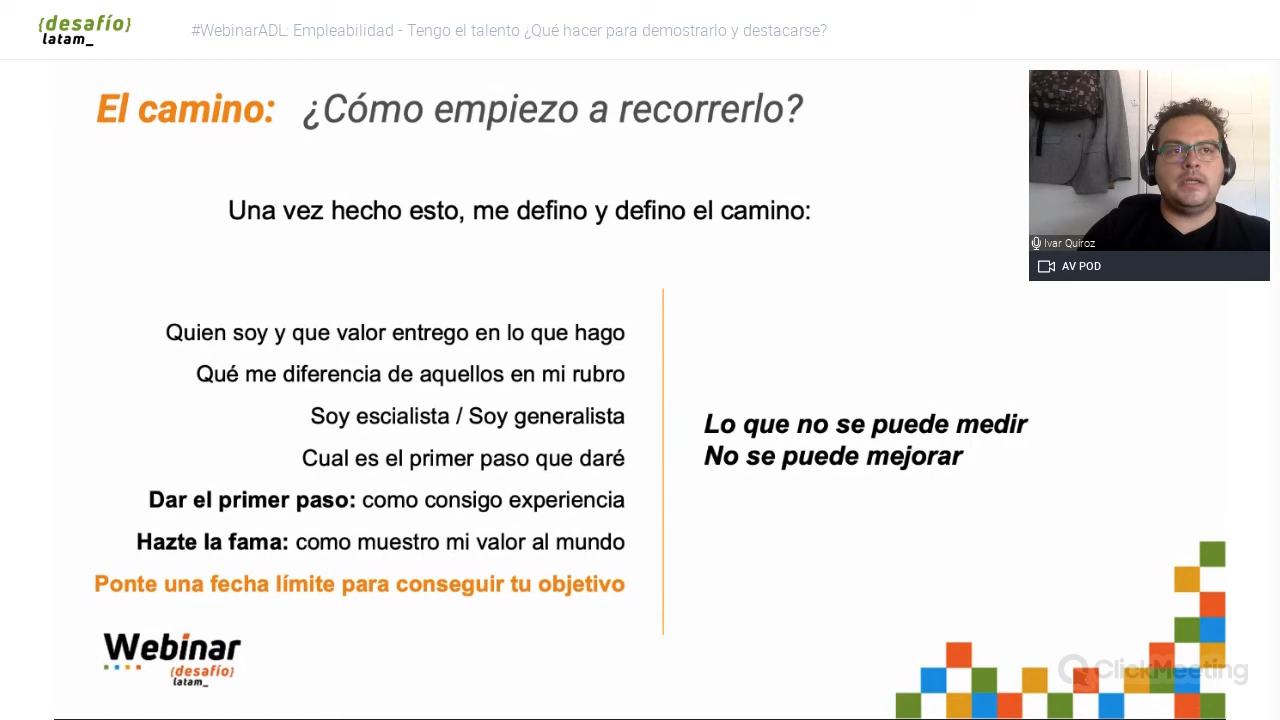 {desafío}
latam_
#WebinarADL: Empleabilidad - Tengo el talento ¿Qué hacer para demostrarlo y destacarse?
El camino: ¿Cómo empiezo a recorrerlo?
Ivar Quiroz
AV POD
Una vez hecho esto, me defino y defino el camino:
Quien soy y que valor entrego en lo que hago
Qué me diferencia de aquellos en mi rubro
Soy escialista / Soy generalista
Cual es el primer paso que daré
Dar el primer paso: como consigo experiencia
Hazte la fama: como muestro mi valor al mundo
Ponte una fecha límite para conseguir tu objetivo
Lo que no se puede medir
No se puede mejorar
Webinar
{desafío}
latam_
ClickMeeting